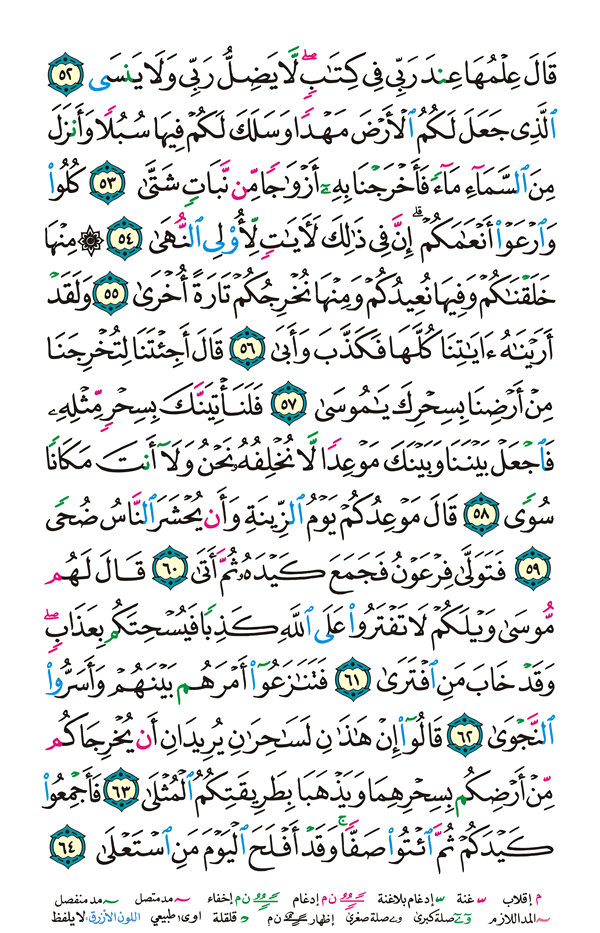 قَالَ عِلْمُهَا عِندَ رَبِّى فِى كِتَٰبٍ ۖ لَّا يَضِلُّ رَبِّى وَلَا يَنسَى ٥٢
ٱلَّذِى جَعَلَ لَكُمُ ٱلْأَرْضَ مَهْدًا وَسَلَكَ لَكُمْ فِيهَا سُبُلًا وَأَنزَلَ
مِنَ ٱلسَّمَآءِ مَآءً فَأَخْرَجْنَا بِهِۦٓ أَزْوَٰجًا مِّن نَّبَاتٍ شَتَّىٰ ٥٣ كُلُوا۟
وَٱرْعَوْا۟ أَنْعَٰمَكُمْ ۗ إِنَّ فِى ذَٰلِكَ لَءَايَٰتٍ لِّأُو۟لِى ٱلنُّهَىٰ ٥٤ ۞ مِنْهَا
خَلَقْنَٰكُمْ وَفِيهَا نُعِيدُكُمْ وَمِنْهَا نُخْرِجُكُمْ تَارَةً أُخْرَىٰ ٥٥ وَلَقَدْ
أَرَيْنَٰهُ ءَايَٰتِنَا كُلَّهَا فَكَذَّبَ وَأَبَىٰ ٥٦ قَالَ أَجِئْتَنَا لِتُخْرِجَنَا
مِنْ أَرْضِنَا بِسِحْرِكَ يَٰمُوسَىٰ ٥٧ فَلَنَأْتِيَنَّكَ بِسِحْرٍ مِّثْلِهِۦ
فَٱجْعَلْ بَيْنَنَا وَبَيْنَكَ مَوْعِدًا لَّا نُخْلِفُهُۥ نَحْنُ وَلَآ أَنتَ مَكَانًا
سُوًى ٥٨ قَالَ مَوْعِدُكُمْ يَوْمُ ٱلزِّينَةِ وَأَن يُحْشَرَ ٱلنَّاسُ ضُحًى
٥٩ فَتَوَلَّىٰ فِرْعَوْنُ فَجَمَعَ كَيْدَهُۥ ثُمَّ أَتَىٰ ٦٠ قَالَ لَهُم
مُّوسَىٰ وَيْلَكُمْ لَا تَفْتَرُوا۟ عَلَى ٱللَّهِ كَذِبًا فَيُسْحِتَكُم بِعَذَابٍ ۖ
وَقَدْ خَابَ مَنِ ٱفْتَرَىٰ ٦١ فَتَنَٰزَعُوٓا۟ أَمْرَهُم بَيْنَهُمْ وَأَسَرُّوا۟
ٱلنَّجْوَىٰ ٦٢ قَالُوٓا۟ إِنْ هَٰذَٰنِ لَسَٰحِرَٰنِ يُرِيدَانِ أَن يُخْرِجَاكُم
مِّنْ أَرْضِكُم بِسِحْرِهِمَا وَيَذْهَبَا بِطَرِيقَتِكُمُ ٱلْمُثْلَىٰ ٦٣ فَأَجْمِعُوا۟
كَيْدَكُمْ ثُمَّ ٱئْتُوا۟ صَفًّا ۚ وَقَدْ أَفْلَحَ ٱلْيَوْمَ مَنِ ٱسْتَعْلَىٰ ٦٤
م إقلاب غنة إدغام بلاغنة ن م إدغام ن م إخفاء مد متصل مد منفصل
المد اللازم صلة كبرى صلة صغرى إظهار ن م قلقلة اوى طبيعي اللون الأزرق: لا يلفظ